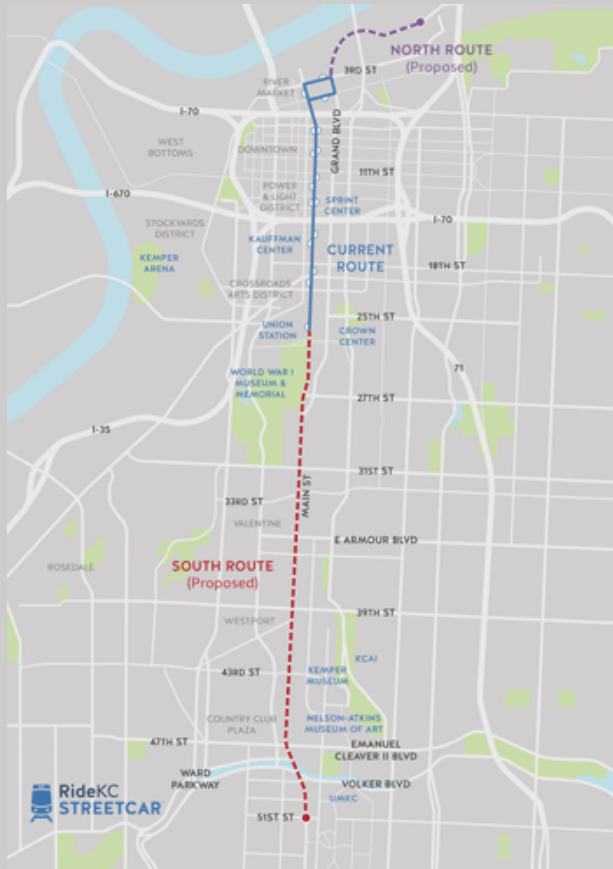 NORTH ROUTE
(Proposed)
3RD ST
RIVER
MARKET
I-70
GRAND BLVD
WEST
BOTTOMS
DOWNTOWN
11TH ST
POWER
& LIGHT
DISTRICT
I-670
SPRINT
CENTER
I-70
STOCKYARDS
DISTRICT
KAUFFMAN
CENTER
CURRENT
ROUTE
KEMPER
ARENA
18TH ST
CROSSROADS
ARTS DISTRICT
25TH ST
UNION
STATION
CROWN
CENTER
71
WORLD WAR I
MUSEUM &
MEMORIAL
27TH ST
I-35
31ST ST
MAIN ST
33RD ST
VALENTINE
E ARMOUR BLVD
ROSEDALE
SOUTH ROUTE
(Proposed)
39TH ST
WESTPORT
KCAI
43RD ST
KEMPER
MUSEUM
COUNTRY CLUB
PLAZA
NELSON-ATKINS
MUSEUM OF ART
47TH ST
EMANUEL
CLEAVER II BLVD
WARD
PARKWAY
VOLKER BLVD
UMKC
RideKC
STREETCAR
51ST ST